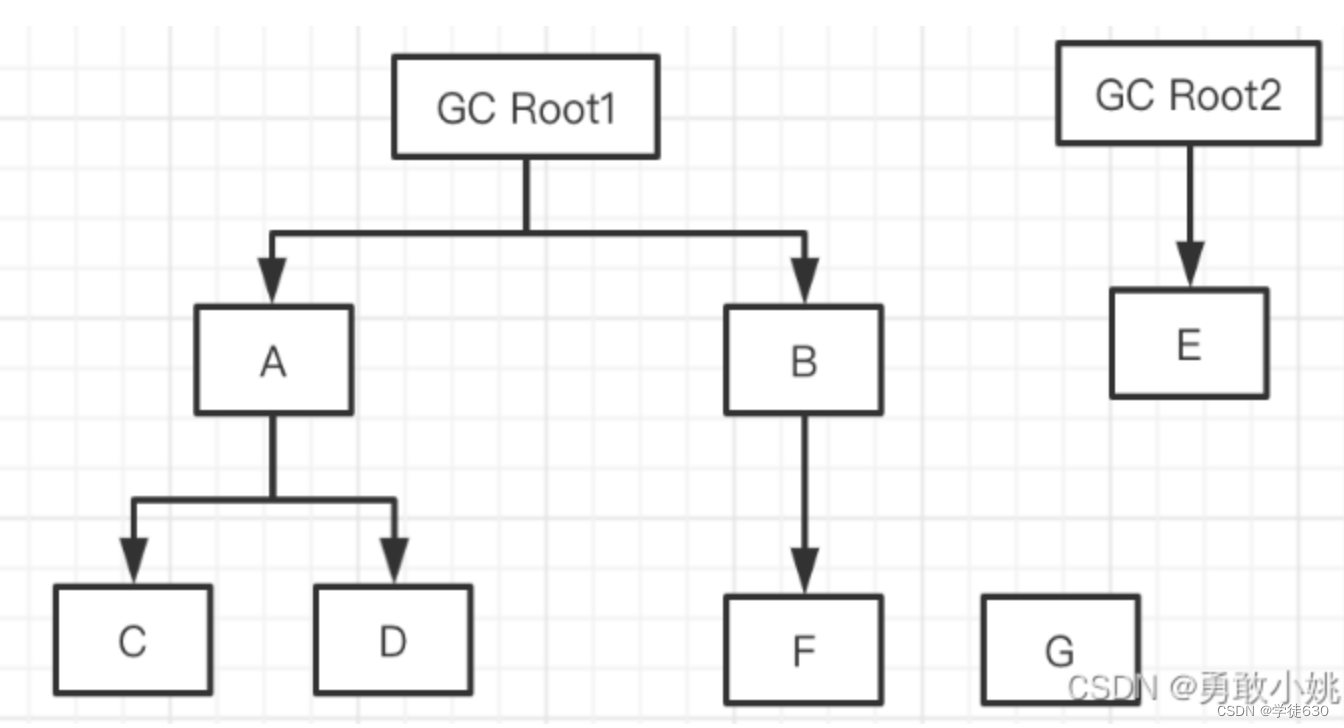 GC Root1
GC Root2
A
B
E
C
D
F
G
CSDN @勇敢小姚
CSDN @学徒630